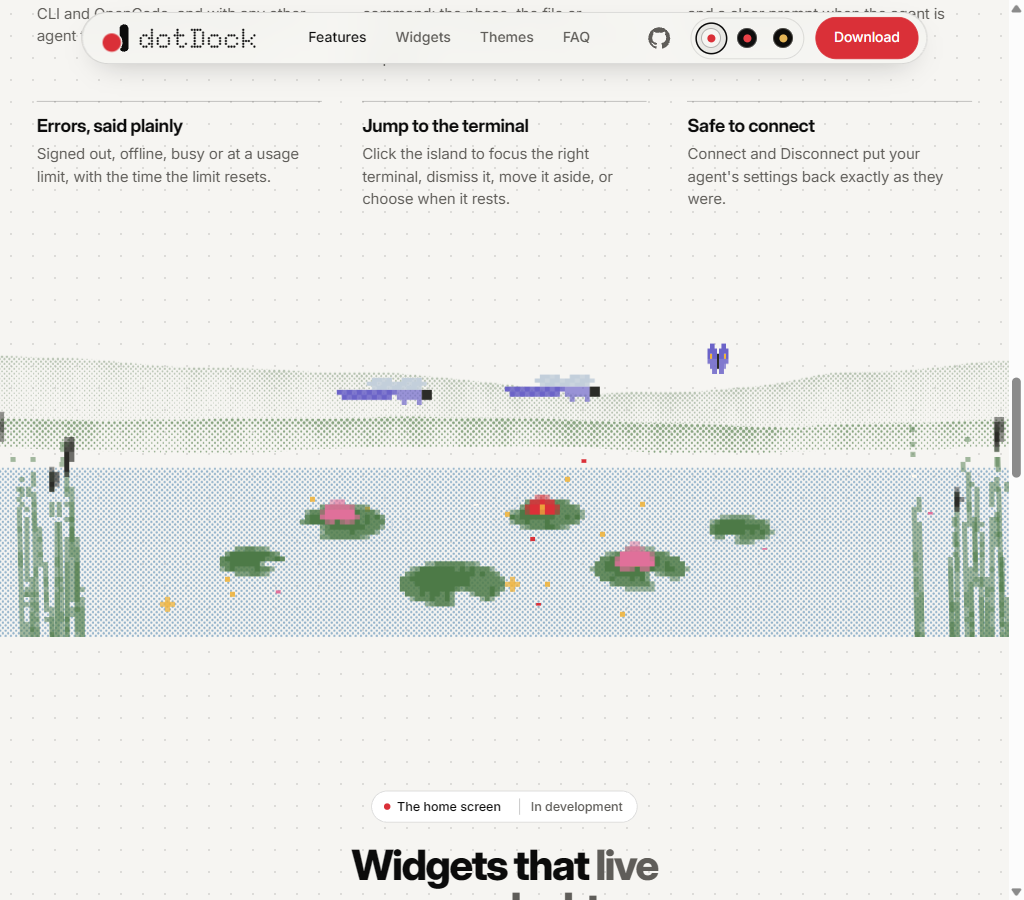 dotDock
Features
Widgets
Themes
FAQ
Download
Errors, said plainly
Signed out, offline, busy or at a usage
limit, with the time the limit resets.
Jump to the terminal
Click the island to focus the right
terminal, dismiss it, move it aside, or
choose when it rests.
Safe to connect
Connect and Disconnect put your
agent's settings back exactly as they
were.
The home screen
In development
Widgets that live